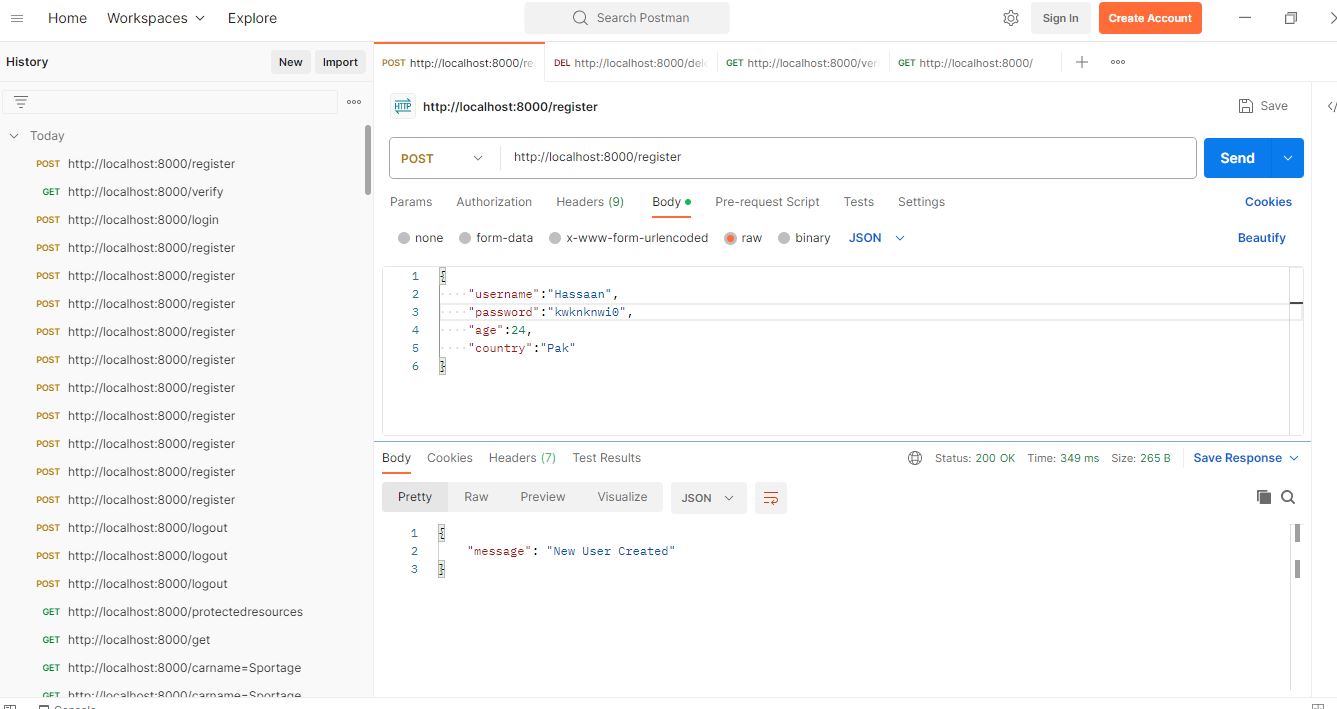 Home Workspaces Explore Search Postman Sign In Create Account
History New Import
POST http://localhost:8000/re DEL http://localhost:8000/del GET http://localhost:8000/ver GET http://localhost:8000/
HTTP http://localhost:8000/register Save
Today
POST http://localhost:8000/register
GET http://localhost:8000/verify
POST http://localhost:8000/login
POST http://localhost:8000/register
POST http://localhost:8000/register
POST http://localhost:8000/register
POST http://localhost:8000/register
POST http://localhost:8000/register
POST http://localhost:8000/register
POST http://localhost:8000/register
POST http://localhost:8000/register
POST http://localhost:8000/register
POST http://localhost:8000/register
POST http://localhost:8000/logout
POST http://localhost:8000/logout
POST http://localhost:8000/logout
GET http://localhost:8000/protectedresources
GET http://localhost:8000/get
GET http://localhost:8000/carname=Sportage
GET http://localhost:8000/carname=Sportage
Console
POST http://localhost:8000/register Send
Params Authorization Headers (9) Body Pre-request Script Tests Settings Cookies
none form-data x-www-form-urlencoded raw binary JSON Beautify
1 {
2 "username":"Hassaan",
3 "password":"kwknknwi0",
4 "age":24,
5 "country":"Pak"
6 }
Body Cookies Headers (7) Test Results Status: 200 OK Time: 349 ms Size: 265 B Save Response
Pretty Raw Preview Visualize JSON
1 {
2 "message": "New User Created"
3 }